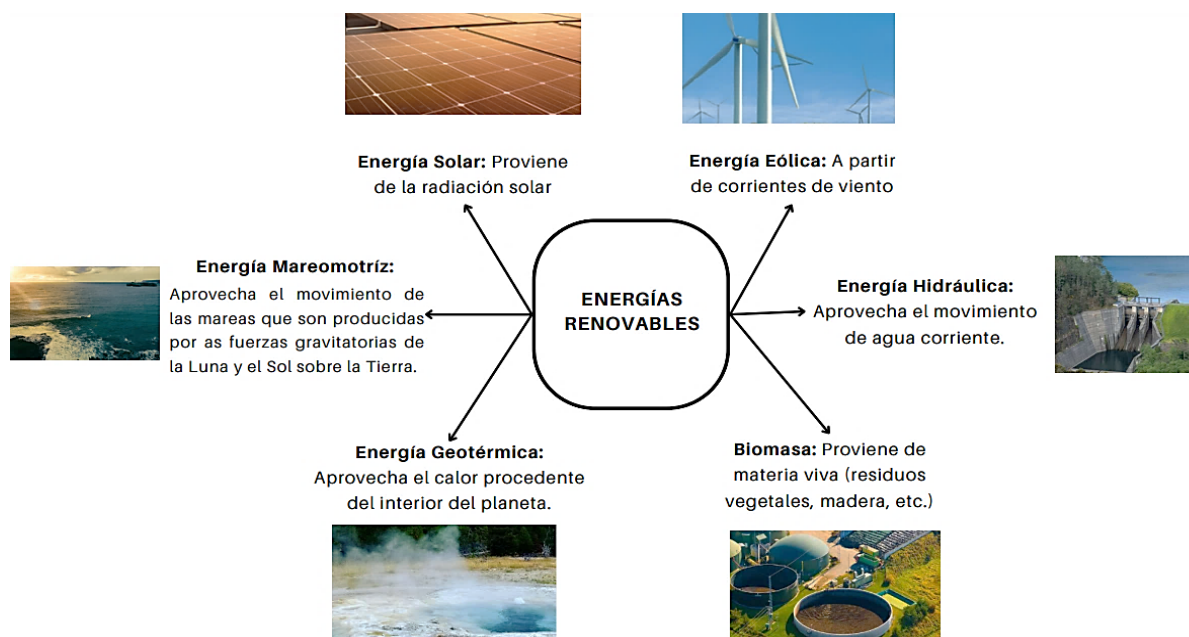 Energía Solar: Proviene
de la radiación solar
Energía Eólica: A partir
de corrientes de viento
Energía Mareomotríz:
Aprovecha el movimiento de
las mareas que son producidas
por as fuerzas gravitatorias de
la Luna y el Sol sobre la Tierra.
ENERGÍAS
RENOVABLES
Energía Hidráulica:
Aprovecha el movimiento
de agua corriente.
Energía Geotérmica:
Aprovecha el calor procedente
del interior del planeta.
Biomasa: Proviene de
materia viva (residuos
vegetales, madera, etc.)